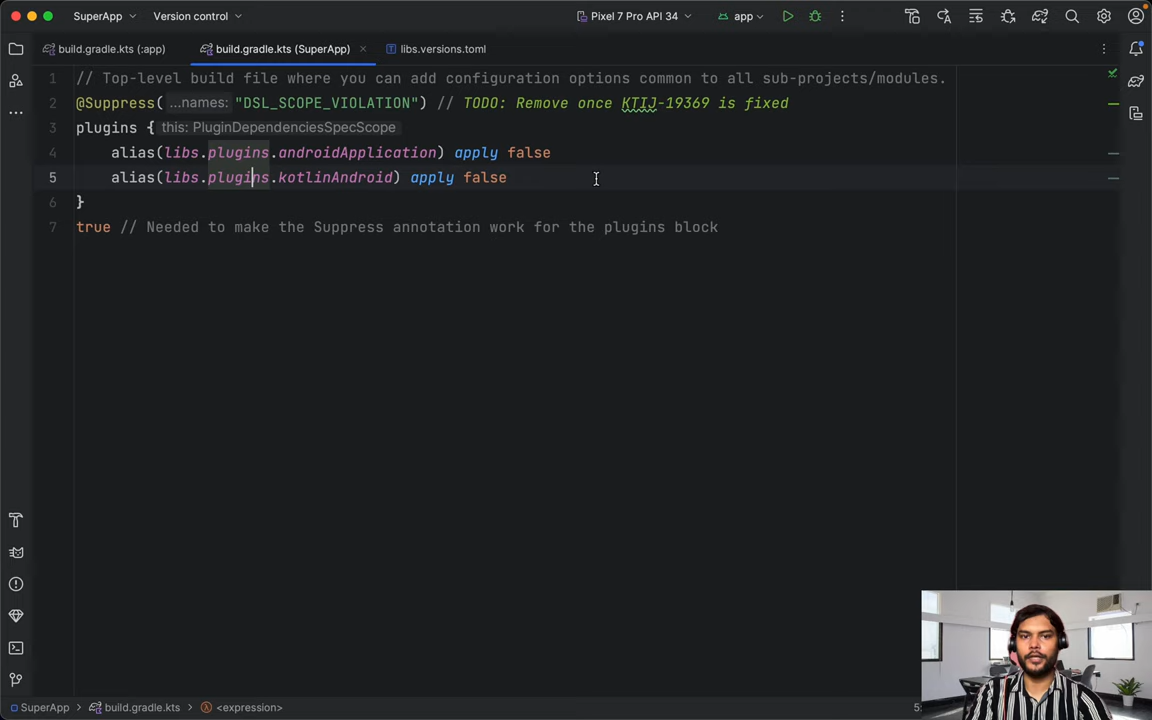 SuperApp Version control Pixel 7 Pro API 34 app
build.gradle.kts (:app) build.gradle.kts (SuperApp) libs.versions.toml
1 // Top-level build file where you can add configuration options common to all sub-projects/modules.
2 @Suppress( ...names: "DSL_SCOPE_VIOLATION") // TODO: Remove once KTIJ-19369 is fixed
3 plugins { this: PluginDependenciesSpecScope
4 alias(libs.plugins.androidApplication) apply false
5 alias(libs.plugins.kotlinAndroid) apply false
6 }
7 true // Needed to make the Suppress annotation work for the plugins block
SuperApp > build.gradle.kts > <expression>